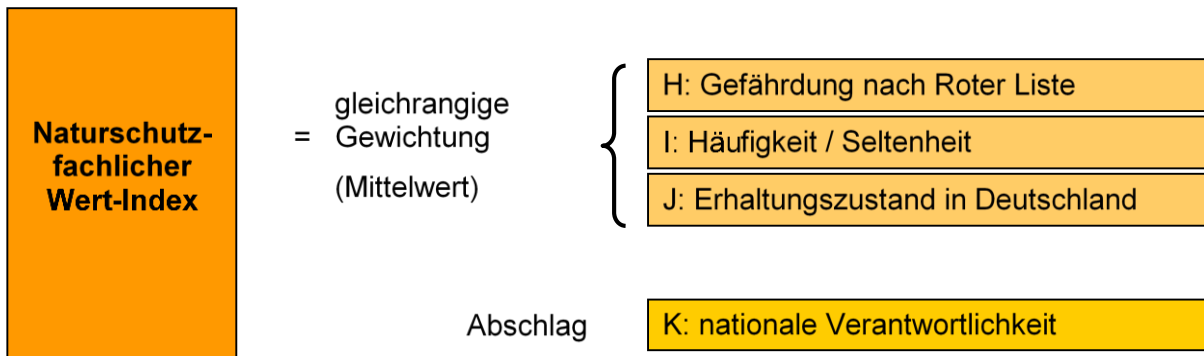 Naturschutz-
fachlicher
Wert-Index
=
gleichrangige
Gewichtung
(Mittelwert)
H: Gefährdung nach Roter Liste
I: Häufigkeit / Seltenheit
J: Erhaltungszustand in Deutschland
Abschlag
K: nationale Verantwortlichkeit